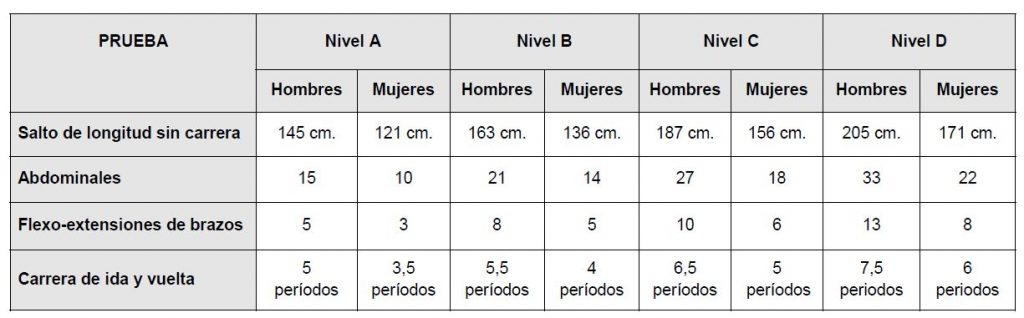 PRUEBA Nivel A Nivel B Nivel C Nivel D
Hombres Mujeres Hombres Mujeres Hombres Mujeres Hombres Mujeres
Salto de longitud sin carrera 145 cm. 121 cm. 163 cm. 136 cm. 187 cm. 156 cm. 205 cm. 171 cm.
Abdominales 15 10 21 14 27 18 33 22
Flexo-extensiones de brazos 5 3 8 5 10 6 13 8
Carrera de ida y vuelta 5 períodos 3,5 períodos 5,5 períodos 4 períodos 6,5 períodos 5 períodos 7,5 periodos 6 periodos